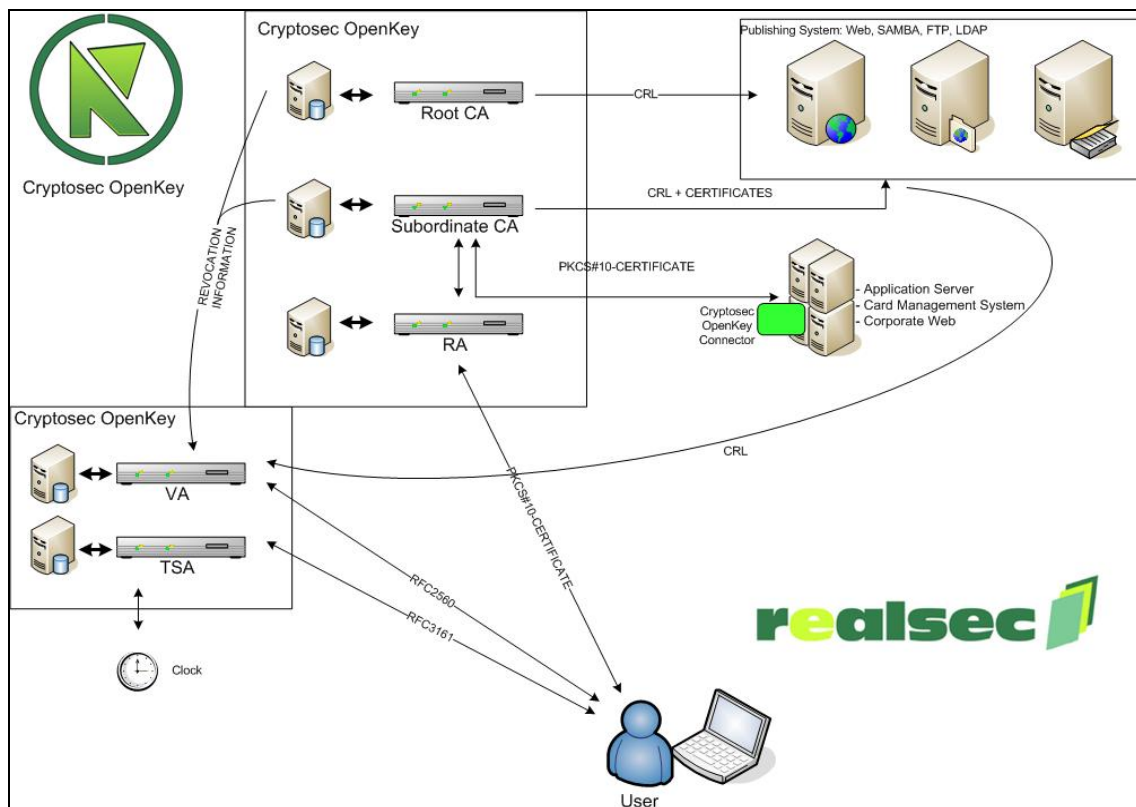 Cryptosec OpenKey
Cryptosec OpenKey
Root CA
Subordinate CA
RA
CRL
Publishing System: Web, SAMBA, FTP, LDAP
CRL + CERTIFICATES
PKCS#10-CERTIFICATE
Cryptosec
OpenKey
Connector
- Application Server
- Card Management System
- Corporate Web
REVOCATION
INFORMATION
Cryptosec OpenKey
VA
TSA
Clock
CRL
PKCS#10-CERTIFICATE
RFC2560
RFC3161
realsec
User